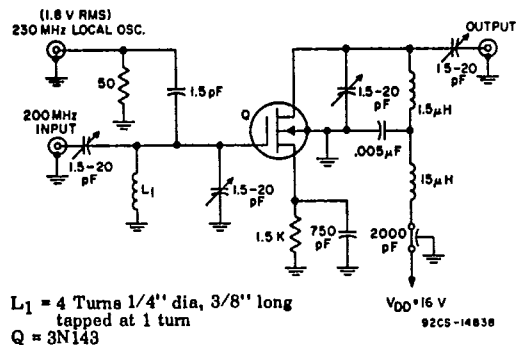 (1.8 V RMS)
230 MHz LOCAL OSC.
OUTPUT
50
1.5 pF
1.5-20
pF
1.5-20
pF
1.5µH
Q
200 MHz
INPUT
1.5-20
pF
.005µF
L1
1.5-20
pF
15µH
1.5 K
750
pF
2000
pF
L1 = 4 Turns 1/4" dia, 3/8" long
tapped at 1 turn
Q = 3N143
VDD=16 V
92CS-14838